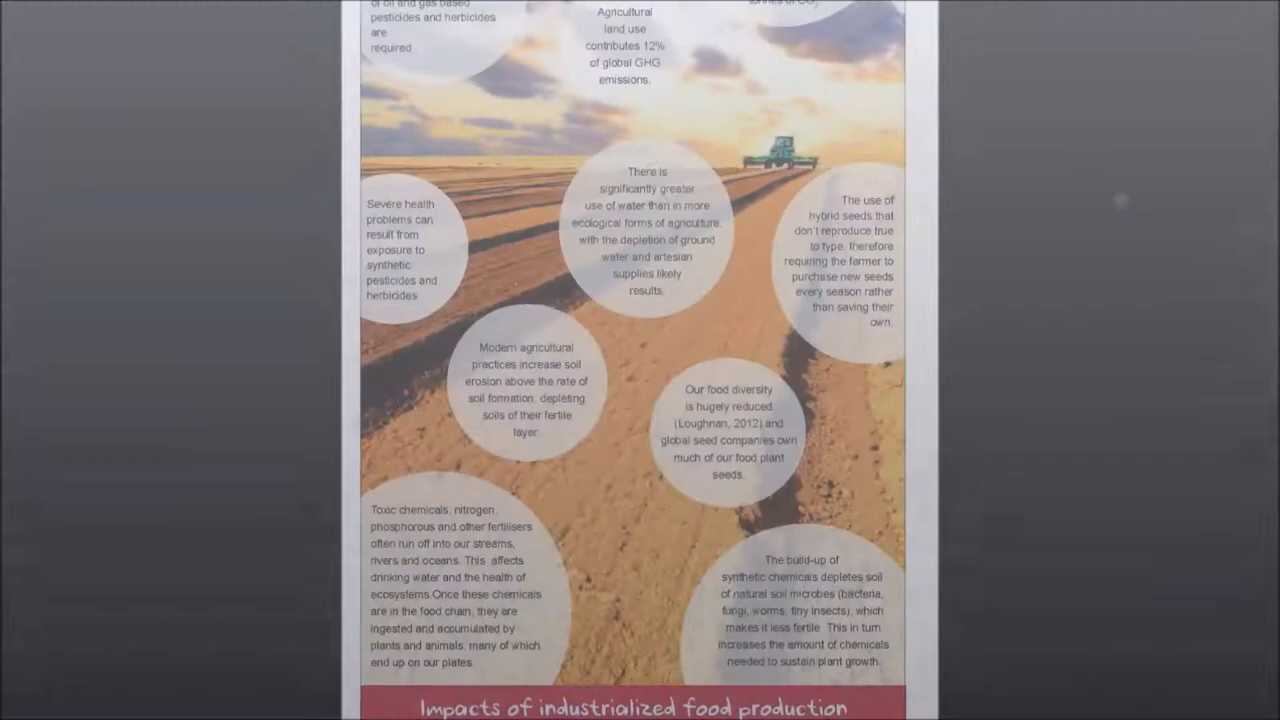 of oil and gas based
pesticides and herbicides
are
required
Agricultural
land use
contributes 12%
of global GHG
emissions.
tonnes of CO
There is
significantly greater
use of water than in more
ecological forms of agriculture,
with the depletion of ground
water and artesian
supplies likely
results.
Severe health
problems can
result from
exposure to
synthetic
pesticides and
herbicides
The use of
hybrid seeds that
don't reproduce true
to type, therefore
requiring the farmer to
purchase new seeds
every season rather
than saving their
own.
Modern agricultural
practices increase soil
erosion above the rate of
soil formation, depleting
soils of their fertile
layer.
Our food diversity
is hugely reduced
(Loughnan, 2012) and
global seed companies own
much of our food plant
seeds.
Toxic chemicals, nitrogen,
phosphorous and other fertilisers
often run off into our streams,
rivers and oceans. This affects
drinking water and the health of
ecosystems.Once these chemicals
are in the food chain, they are
ingested and accumulated by
plants and animals, many of which
end up on our plates.
The build-up of
synthetic chemicals depletes soil
of natural soil microbes (bacteria,
fungi, worms, tiny insects), which
makes it less fertile. This in turn
increases the amount of chemicals
needed to sustain plant growth.
Impacts of industrialized food production